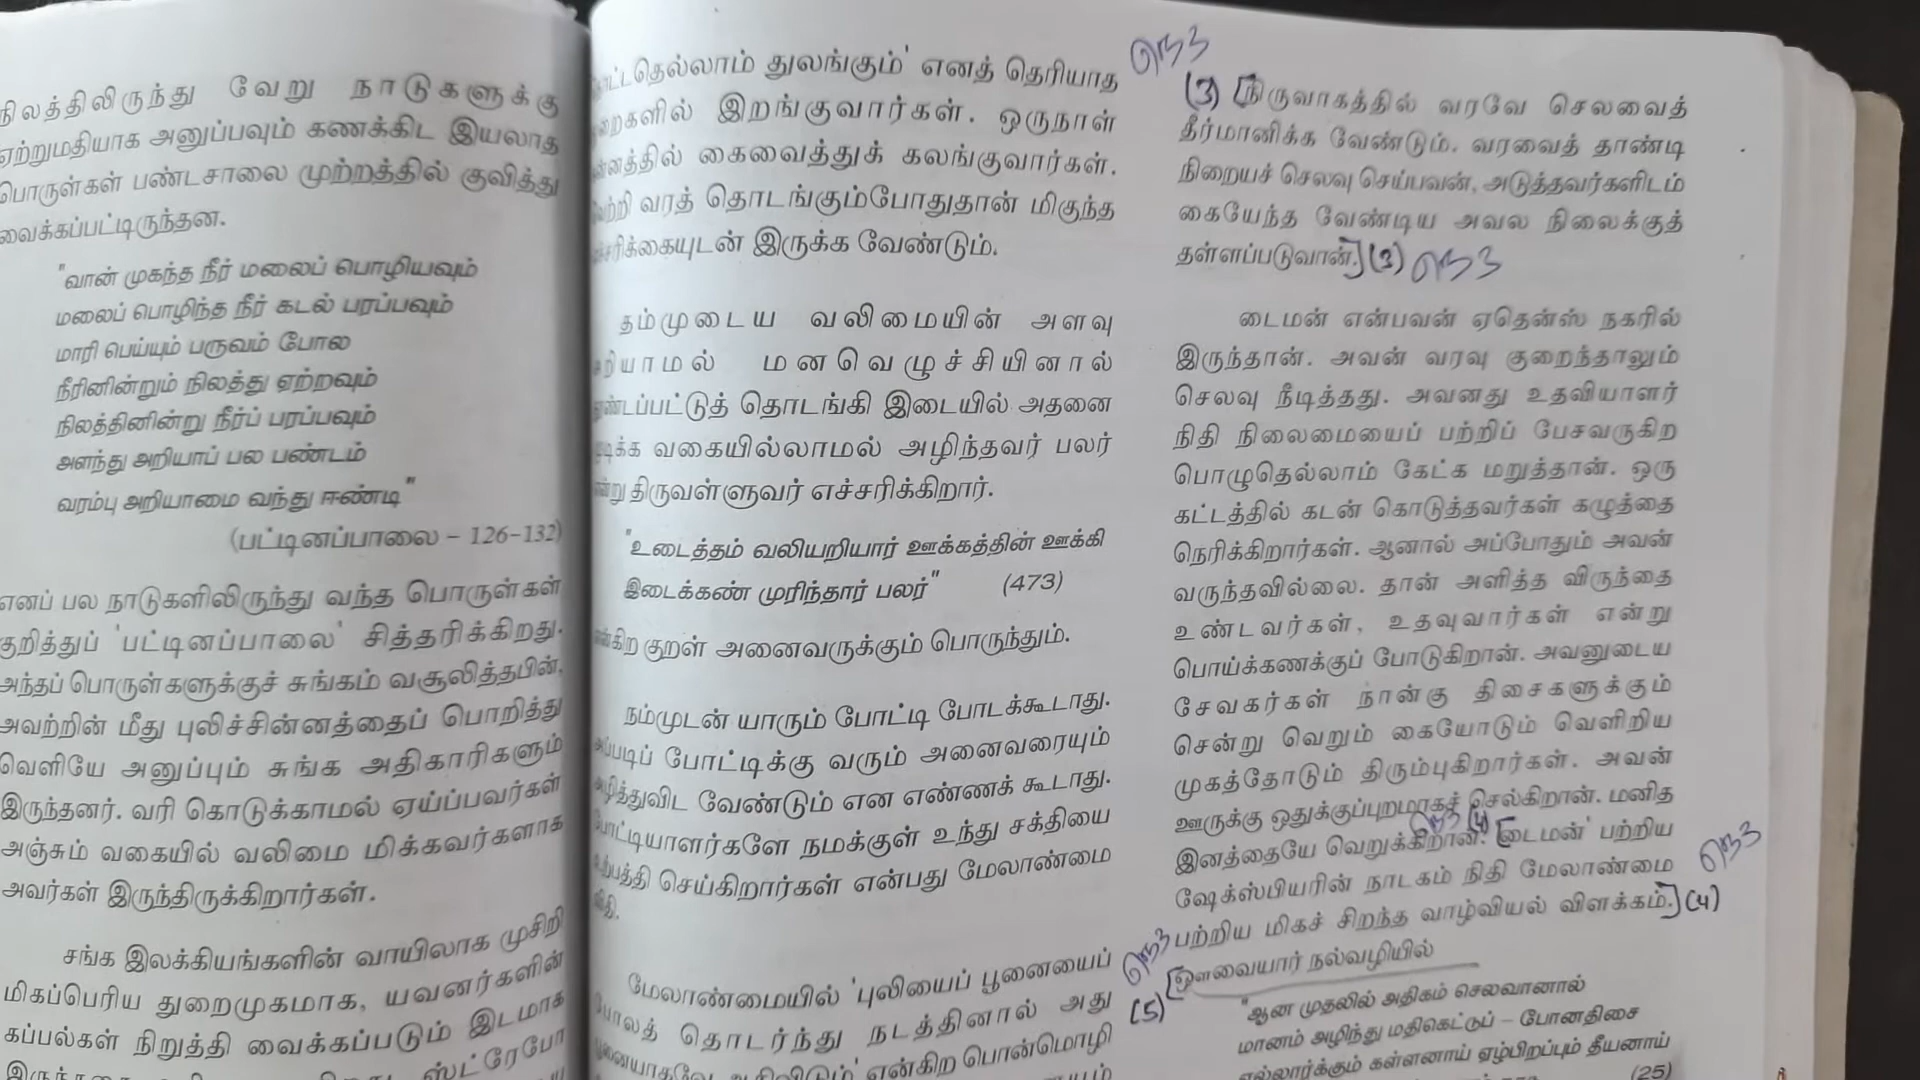 நிலத்திலிருந்து வேறு நாடுகளுக்கு
ஏற்றுமதியாக அனுப்பவும் கணக்கிட இயலாத
பொருள்கள் பண்டசாலை முற்றத்தில் குவித்து
வைக்கப்பட்டிருந்தன.
"வான் முகந்த நீர் மலைப் பொழியவும்
மலைப் பொழிந்த நீர் கடல் பரப்பவும்
மாரி பெய்யும் பருவம் போல
நீரினின்றும் நிலத்து ஏற்றவும்
நிலத்தினின்று நீர்ப் பரப்பவும்
அளந்து அறியாப் பல பண்டம்
வரம்பு அறியாமை வந்து ஈண்டி"
(பட்டினப்பாலை – 126-132)
எனப் பல நாடுகளிலிருந்து வந்த பொருள்கள்
குறித்துப் 'பட்டினப்பாலை' சித்தரிக்கிறது.
அந்தப் பொருள்களுக்குச் சுங்கம் வசூலித்தபின்,
அவற்றின் மீது புலிச்சின்னத்தைப் பொறித்து
வெளியே அனுப்பும் சுங்க அதிகாரிகளும்
இருந்தனர். வரி கொடுக்காமல் ஏய்ப்பவர்கள்
அஞ்சும் வகையில் வலிமை மிக்கவர்களாக
அவர்கள் இருந்திருக்கிறார்கள்.
சங்க இலக்கியங்களின் வாயிலாக முசிறி
மிகப்பெரிய துறைமுகமாக, யவனர்களின்
கப்பல்கள் நிறுத்தி வைக்கப்படும் இடமாக
ஸ்ட்ரேபோ
துலங்கும்' எனத் தெரியாத
இறங்குவார்கள். ஒருநாள்
கைவைத்துக் கலங்குவார்கள்.
வரத் தொடங்கும்போதுதான் மிகுந்த
இருக்க வேண்டும்.
தம்முடைய வலிமையின் அளவு
மனவெழுச்சியினால்
தொடங்கி இடையில் அதனை
வகையில்லாமல் அழிந்தவர் பலர்
திருவள்ளுவர் எச்சரிக்கிறார்.
"உடைத்தம் வலியறியார் ஊக்கத்தின் ஊக்கி
இடைக்கண் முரிந்தார் பலர்" (473)
குறள் அனைவருக்கும் பொருந்தும்.
நம்முடன் யாரும் போட்டி போடக்கூடாது.
போட்டிக்கு வரும் அனைவரையும்
வேண்டும் என எண்ணக் கூடாது.
நமக்குள் உந்து சக்தியை
செய்கிறார்கள் என்பது மேலாண்மை
மேலாண்மையில் 'புலியைப் பூனையைப்
தொடர்ந்து நடத்தினால் அது
என்கிற பொன்மொழி
(3) [நிருவாகத்தில் வரவே செலவைத்
தீர்மானிக்க வேண்டும். வரவைத் தாண்டி
நிறையச் செலவு செய்பவன், அடுத்தவர்களிடம்
கையேந்த வேண்டிய அவல நிலைக்குத்
தள்ளப்படுவான்.] (3)
டைமன் என்பவன் ஏதென்ஸ் நகரில்
இருந்தான். அவன் வரவு குறைந்தாலும்
செலவு நீடித்தது. அவனது உதவியாளர்
நிதி நிலைமையைப் பற்றிப் பேசவருகிற
பொழுதெல்லாம் கேட்க மறுத்தான். ஒரு
கட்டத்தில் கடன் கொடுத்தவர்கள் கழுத்தை
நெரிக்கிறார்கள். ஆனால் அப்போதும் அவன்
வருந்தவில்லை. தான் அளித்த விருந்தை
உண்டவர்கள், உதவுவார்கள் என்று
பொய்க்கணக்குப் போடுகிறான். அவனுடைய
சேவகர்கள் நான்கு திசைகளுக்கும்
சென்று வெறும் கையோடும் வெளிறிய
முகத்தோடும் திரும்புகிறார்கள். அவன்
ஊருக்கு ஒதுக்குப்புறமாகச் செல்கிறான். மனித
இனத்தையே வெறுக்கிறான். (4) [டைமன்' பற்றிய
ஷேக்ஸ்பியரின் நாடகம் நிதி மேலாண்மை
பற்றிய மிகச் சிறந்த வாழ்வியல் விளக்கம்.] (4)
(5) [ஔவையார் நல்வழியில்
"ஆன முதலில் அதிகம் செலவானால்
மானம் அழிந்து மதிகெட்டுப் – போனதிசை
எல்லார்க்கும் கள்ளனாய் ஏழ்பிறப்பும் தீயனாய்
(25)